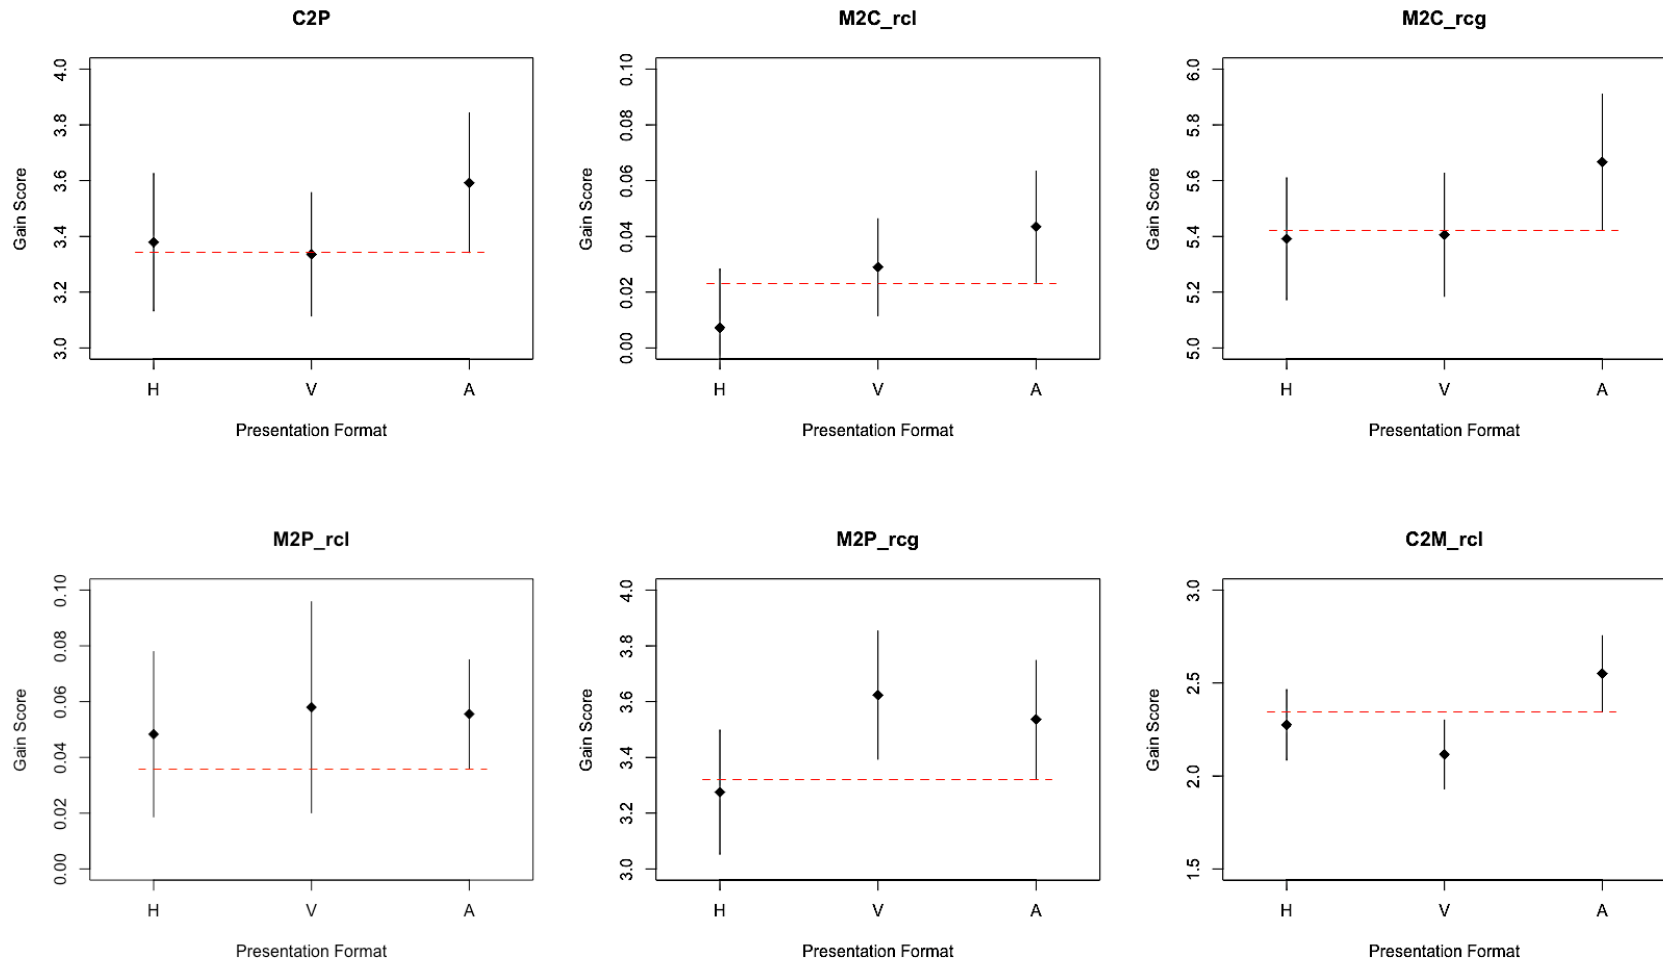 C2P
4.0
3.8
3.6
3.4
3.2
3.0
Gain Score
H V A
Presentation Format
M2C_rcl
0.10
0.08
0.06
0.04
0.02
0.00
Gain Score
H V A
Presentation Format
M2C_rcg
6.0
5.8
5.6
5.4
5.2
5.0
Gain Score
H V A
Presentation Format
M2P_rcl
0.10
0.08
0.06
0.04
0.02
0.00
Gain Score
H V A
Presentation Format
M2P_rcg
4.0
3.8
3.6
3.4
3.2
3.0
Gain Score
H V A
Presentation Format
C2M_rcl
3.0
2.5
2.0
1.5
Gain Score
H V A
Presentation Format